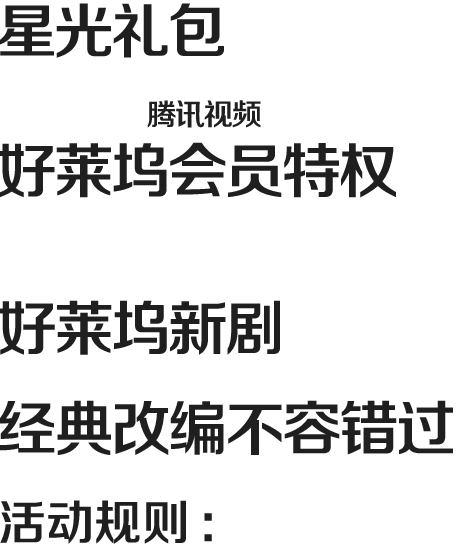 星光礼包
腾讯视频
好莱坞会员特权
好莱坞新剧
经典改编不容错过
活动规则：